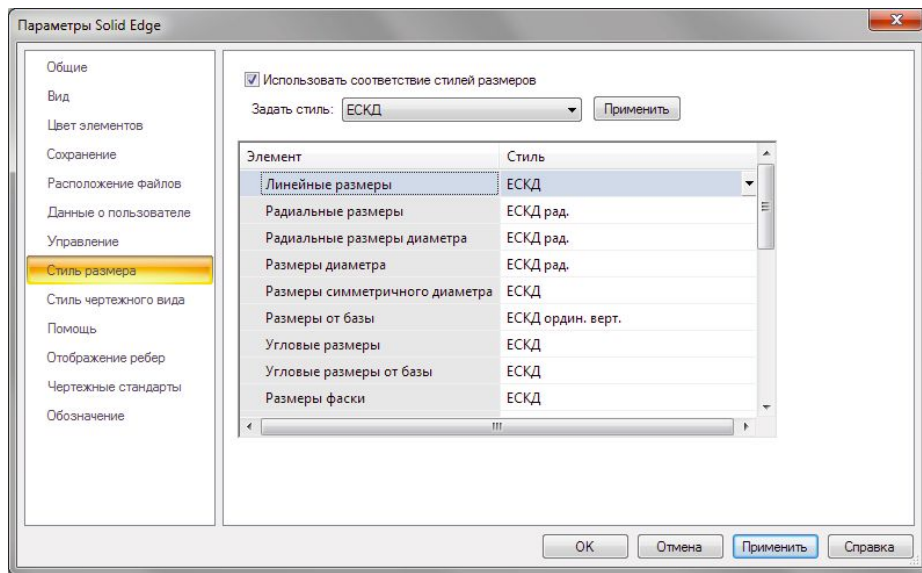 Параметры Solid Edge
Общие
Вид
Цвет элементов
Сохранение
Расположение файлов
Данные о пользователе
Управление
Стиль размера
Стиль чертежного вида
Помощь
Отображение ребер
Чертежные стандарты
Обозначение
Использовать соответствие стилей размеров
Задать стиль: ЕСКД Применить
Элемент Стиль
Линейные размеры ЕСКД
Радиальные размеры ЕСКД рад.
Радиальные размеры диаметра ЕСКД рад.
Размеры диаметра ЕСКД рад.
Размеры симметричного диаметра ЕСКД
Размеры от базы ЕСКД ордин. верт.
Угловые размеры ЕСКД
Угловые размеры от базы ЕСКД
Размеры фаски ЕСКД
ОК Отмена Применить Справка